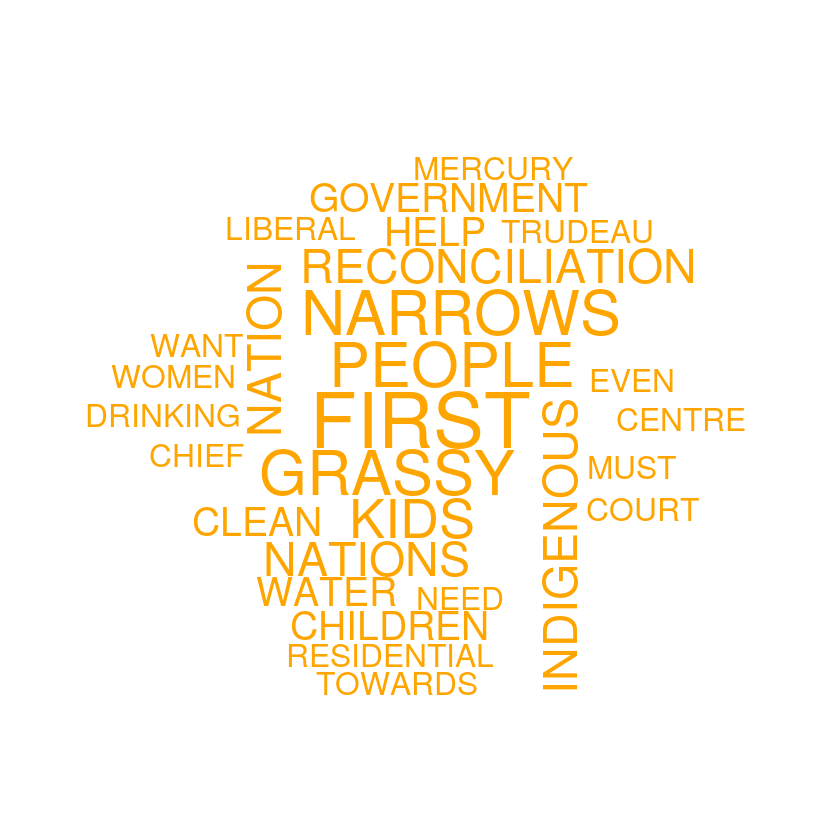 MERCURY
GOVERNMENT
LIBERAL HELP TRUDEAU
RECONCILIATION
NATION
NARROWS
WANT
PEOPLE
WOMEN
EVEN
DRINKING
FIRST
CENTRE
CHIEF
GRASSY
MUST
INDIGENOUS
COURT
CLEAN KIDS
NATIONS
WATER NEED
CHILDREN
RESIDENTIAL
TOWARDS